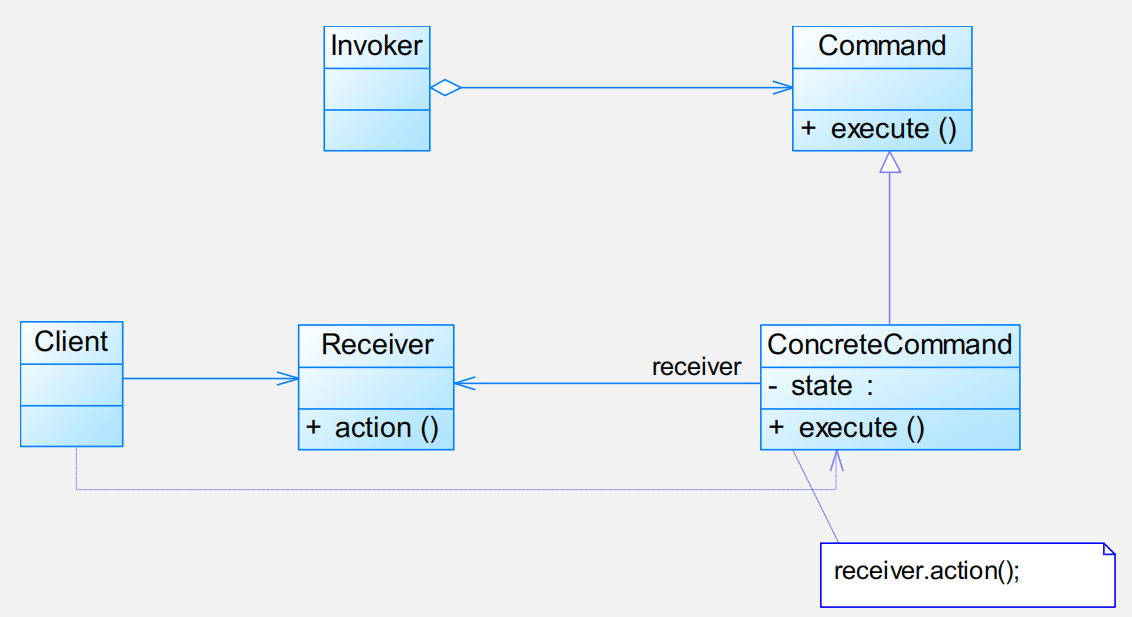 Invoker
Command
+ execute ()
Client
Receiver
+ action ()
receiver
ConcreteCommand
- state :
+ execute ()
receiver.action();